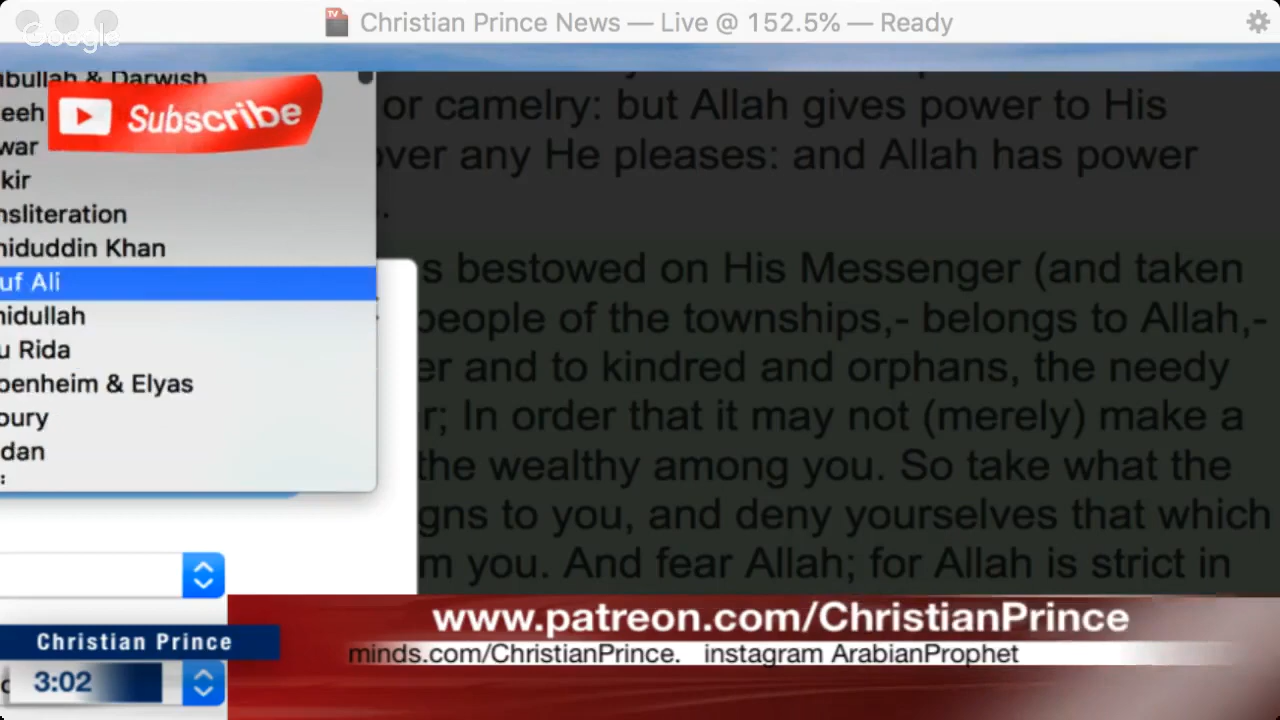 Christian Prince News — Live @ 152.5% — Ready
Google
ibullah & Darwish
eeh
Subscribe
war
kir
nsliteration
niduddin Khan
uf Ali
nidullah
u Rida
penheim & Elyas
oury
dan
or camelry: but Allah gives power to His
over any He pleases: and Allah has power
.
s bestowed on His Messenger (and taken
people of the townships,- belongs to Allah,-
er and to kindred and orphans, the needy
r; In order that it may not (merely) make a
the wealthy among you. So take what the
gns to you, and deny yourselves that which
m you. And fear Allah; for Allah is strict in
www.patreon.com/ChristianPrince
Christian Prince
minds.com/ChristianPrince. instagram ArabianProphet
3:02